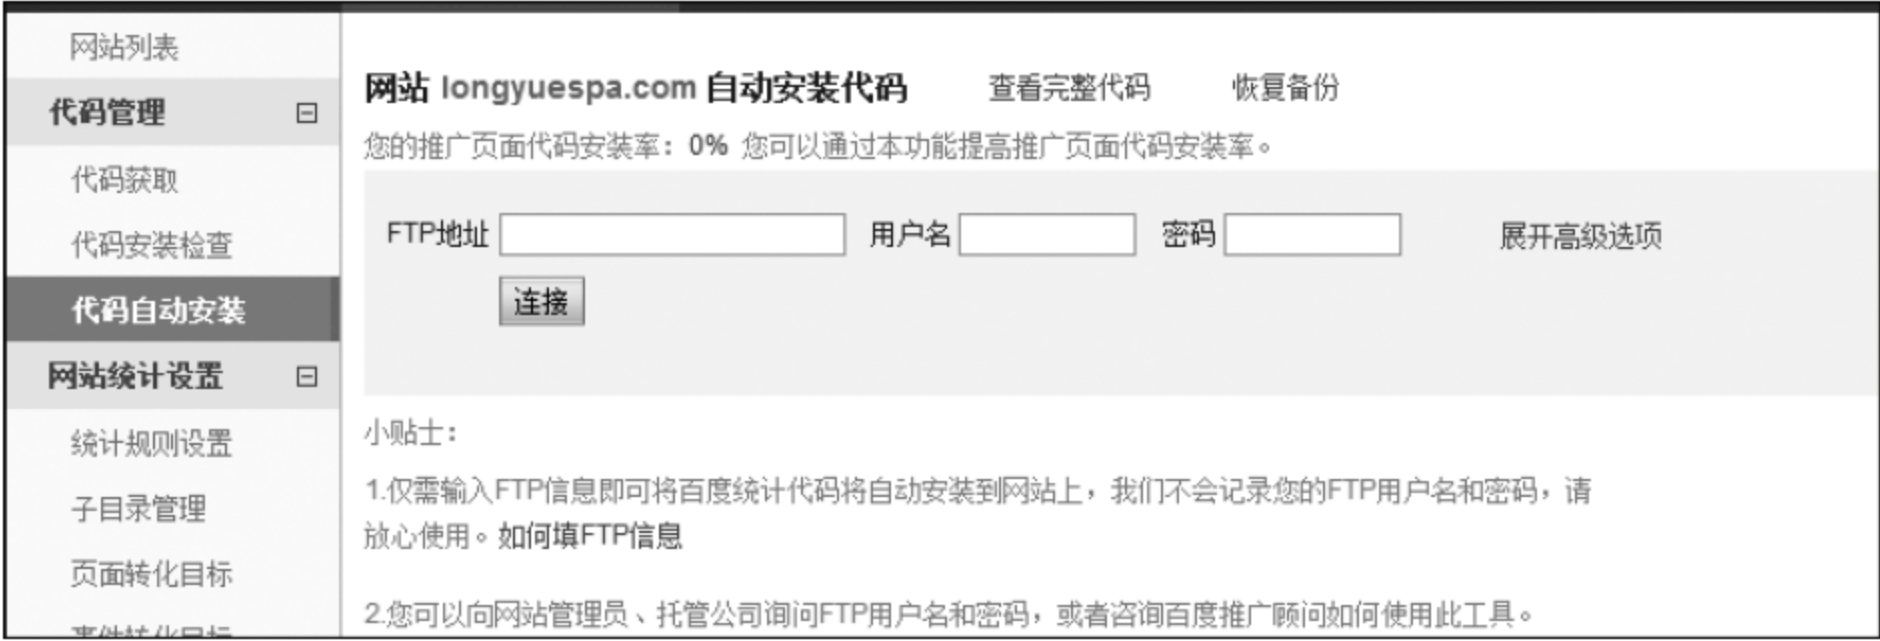 网站列表
代码管理
代码获取
代码安装检查
代码自动安装
网站统计设置
统计规则设置
子目录管理
页面转化目标
事件转化目标
网站 longyuespa.com 自动安装代码 查看完整代码 恢复备份
您的推广页面代码安装率：0% 您可以通过本功能提高推广页面代码安装率。
FTP地址 用户名 密码 展开高级选项
连接
小贴士：
1.仅需输入FTP信息即可将百度统计代码将自动安装到网站上，我们不会记录您的FTP用户名和密码，请
放心使用。如何填FTP信息
2.您可以向网站管理员、托管公司询问FTP用户名和密码，或者咨询百度推广顾问如何使用此工具。